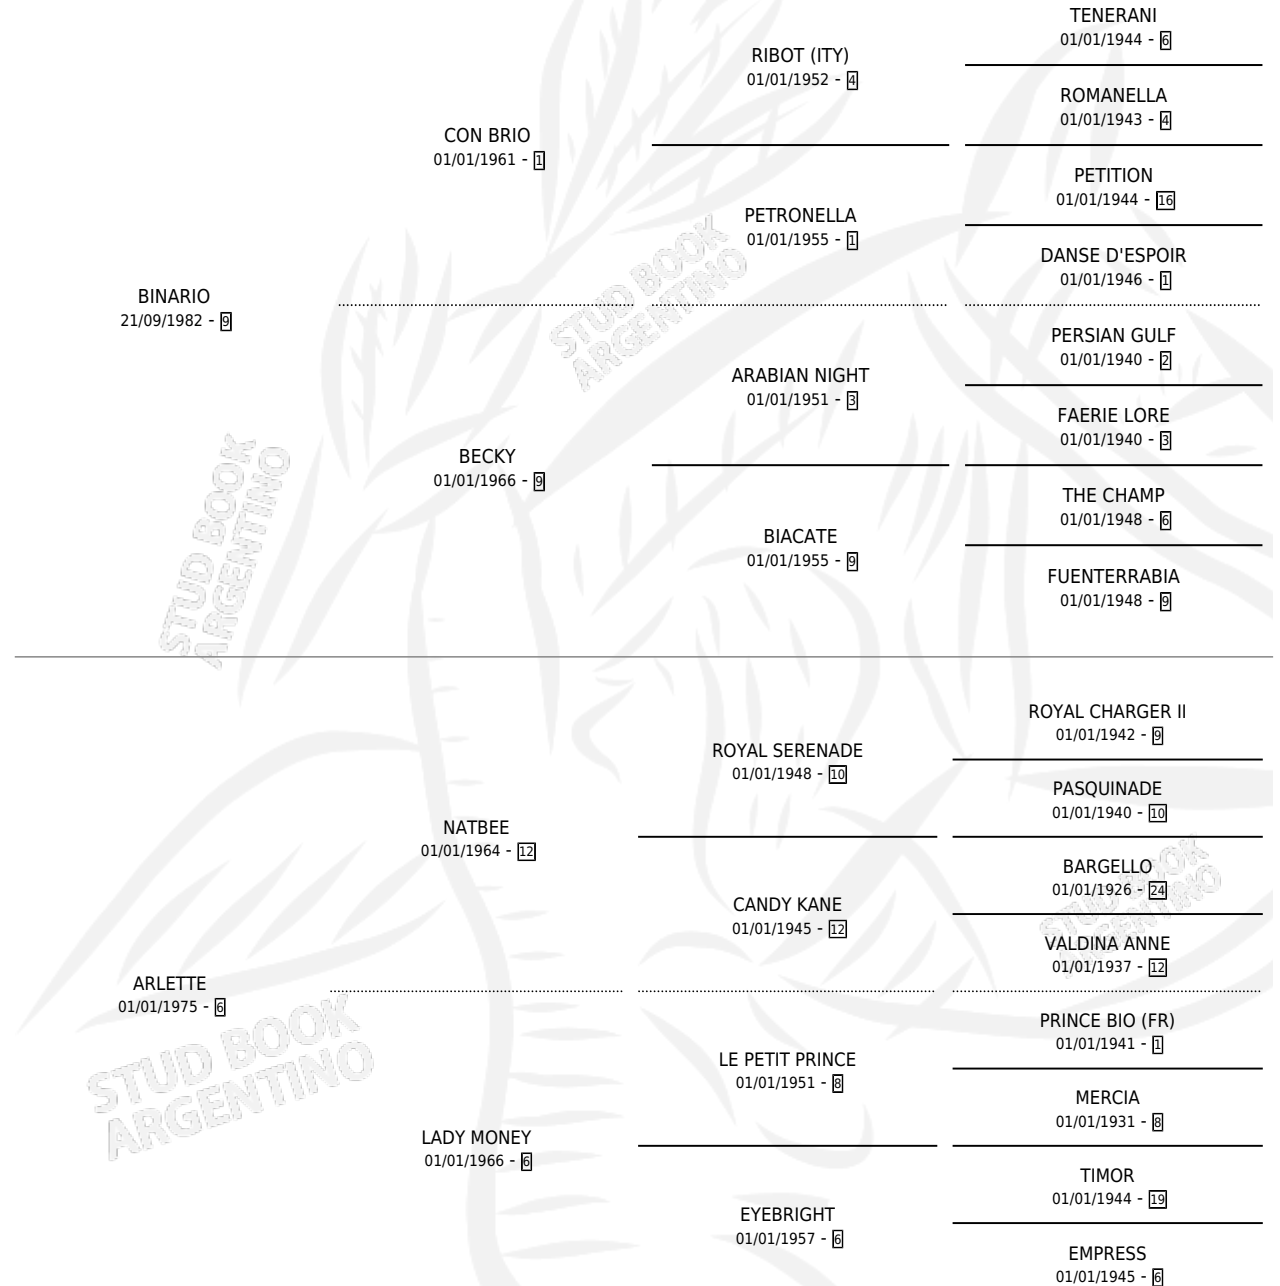 TENERANI
01/01/1944 - 6
RIBOT (ITY)
01/01/1952 - 4
ROMANELLA
01/01/1943 - 4
CON BRIO
01/01/1961 - 1
PETITION
01/01/1944 - 16
PETRONELLA
01/01/1955 - 1
DANSE D'ESPOIR
01/01/1946 - 1
BINARIO
21/09/1982 - 9
PERSIAN GULF
01/01/1940 - 2
ARABIAN NIGHT
01/01/1951 - 3
FAERIE LORE
01/01/1940 - 3
BECKY
01/01/1966 - 9
THE CHAMP
01/01/1948 - 6
BIACATE
01/01/1955 - 9
FUENTERRABIA
01/01/1948 - 9
STUD BOOK
ARGENTINO
STUD BOOK
ARGENTINO
ROYAL CHARGER II
01/01/1942 - 9
ROYAL SERENADE
01/01/1948 - 10
PASQUINADE
01/01/1940 - 10
NATBEE
01/01/1964 - 12
BARGELLO
01/01/1926 - 24
CANDY KANE
01/01/1945 - 12
VALDINA ANNE
01/01/1937 - 12
ARLETTE
01/01/1975 - 6
PRINCE BIO (FR)
01/01/1941 - 1
LE PETIT PRINCE
01/01/1951 - 8
MERCIA
01/01/1931 - 8
LADY MONEY
01/01/1966 - 6
TIMOR
01/01/1944 - 19
EYEBRIGHT
01/01/1957 - 6
EMPRESS
01/01/1945 - 6
STUD BOOK
ARGENTINO
STUD BOOK
ARGENTINO